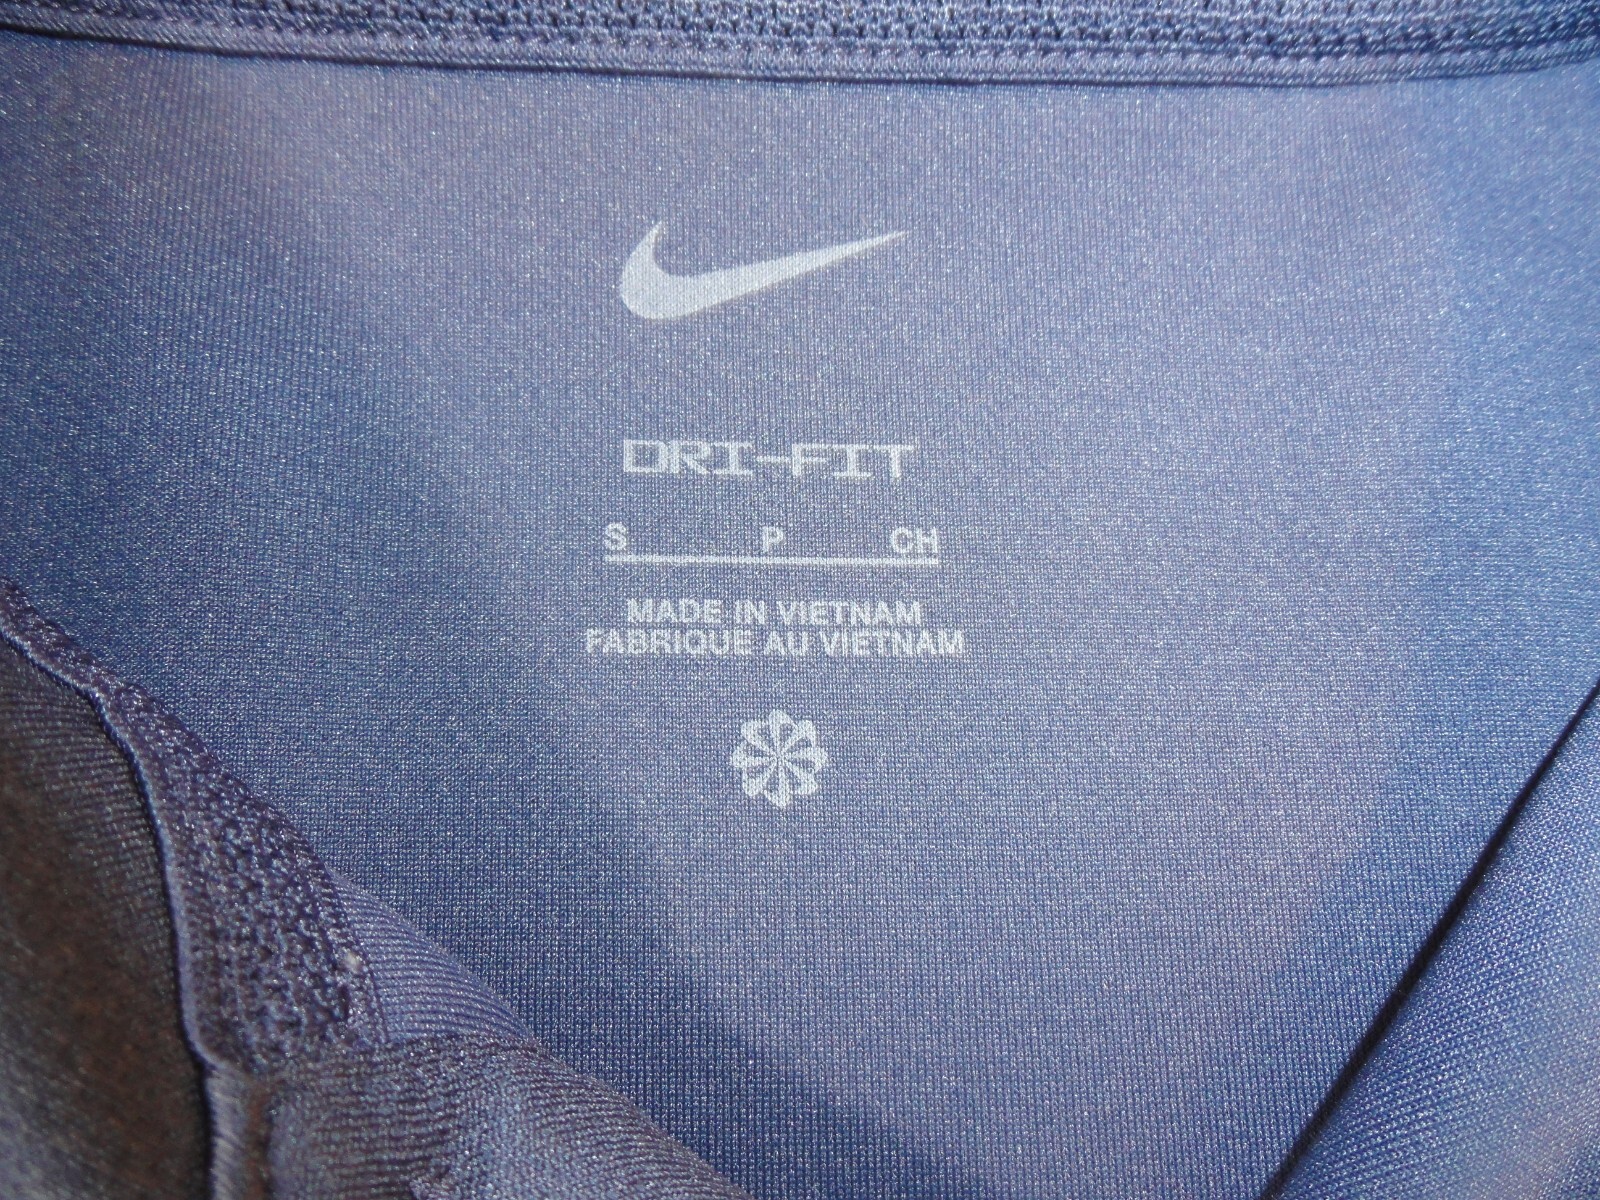 DRI-FIT
S P CH
MADE IN VIETNAM
FABRIQUE AU VIETNAM